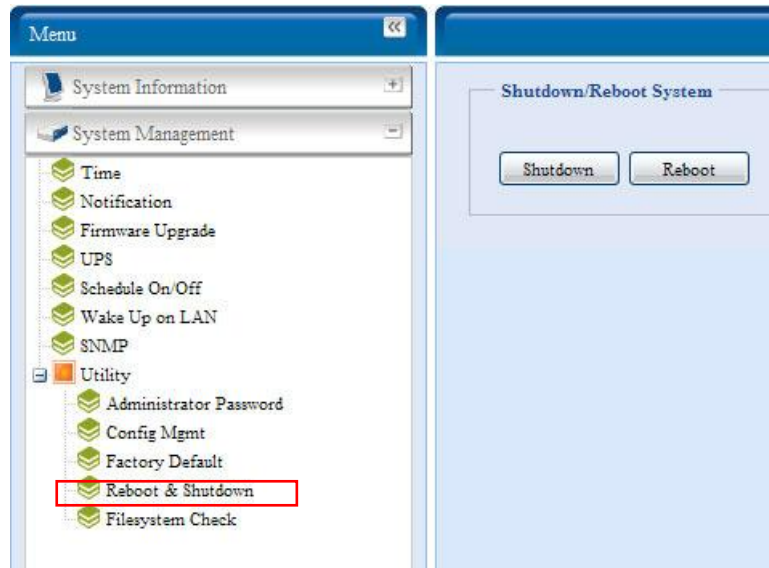 Menu
System Information
System Management
Time
Notification
Firmware Upgrade
UPS
Schedule On/Off
Wake Up on LAN
SNMP
Utility
Administrator Password
Config Mgmt
Factory Default
Reboot & Shutdown
Filesystem Check
Shutdown/Reboot System
Shutdown Reboot